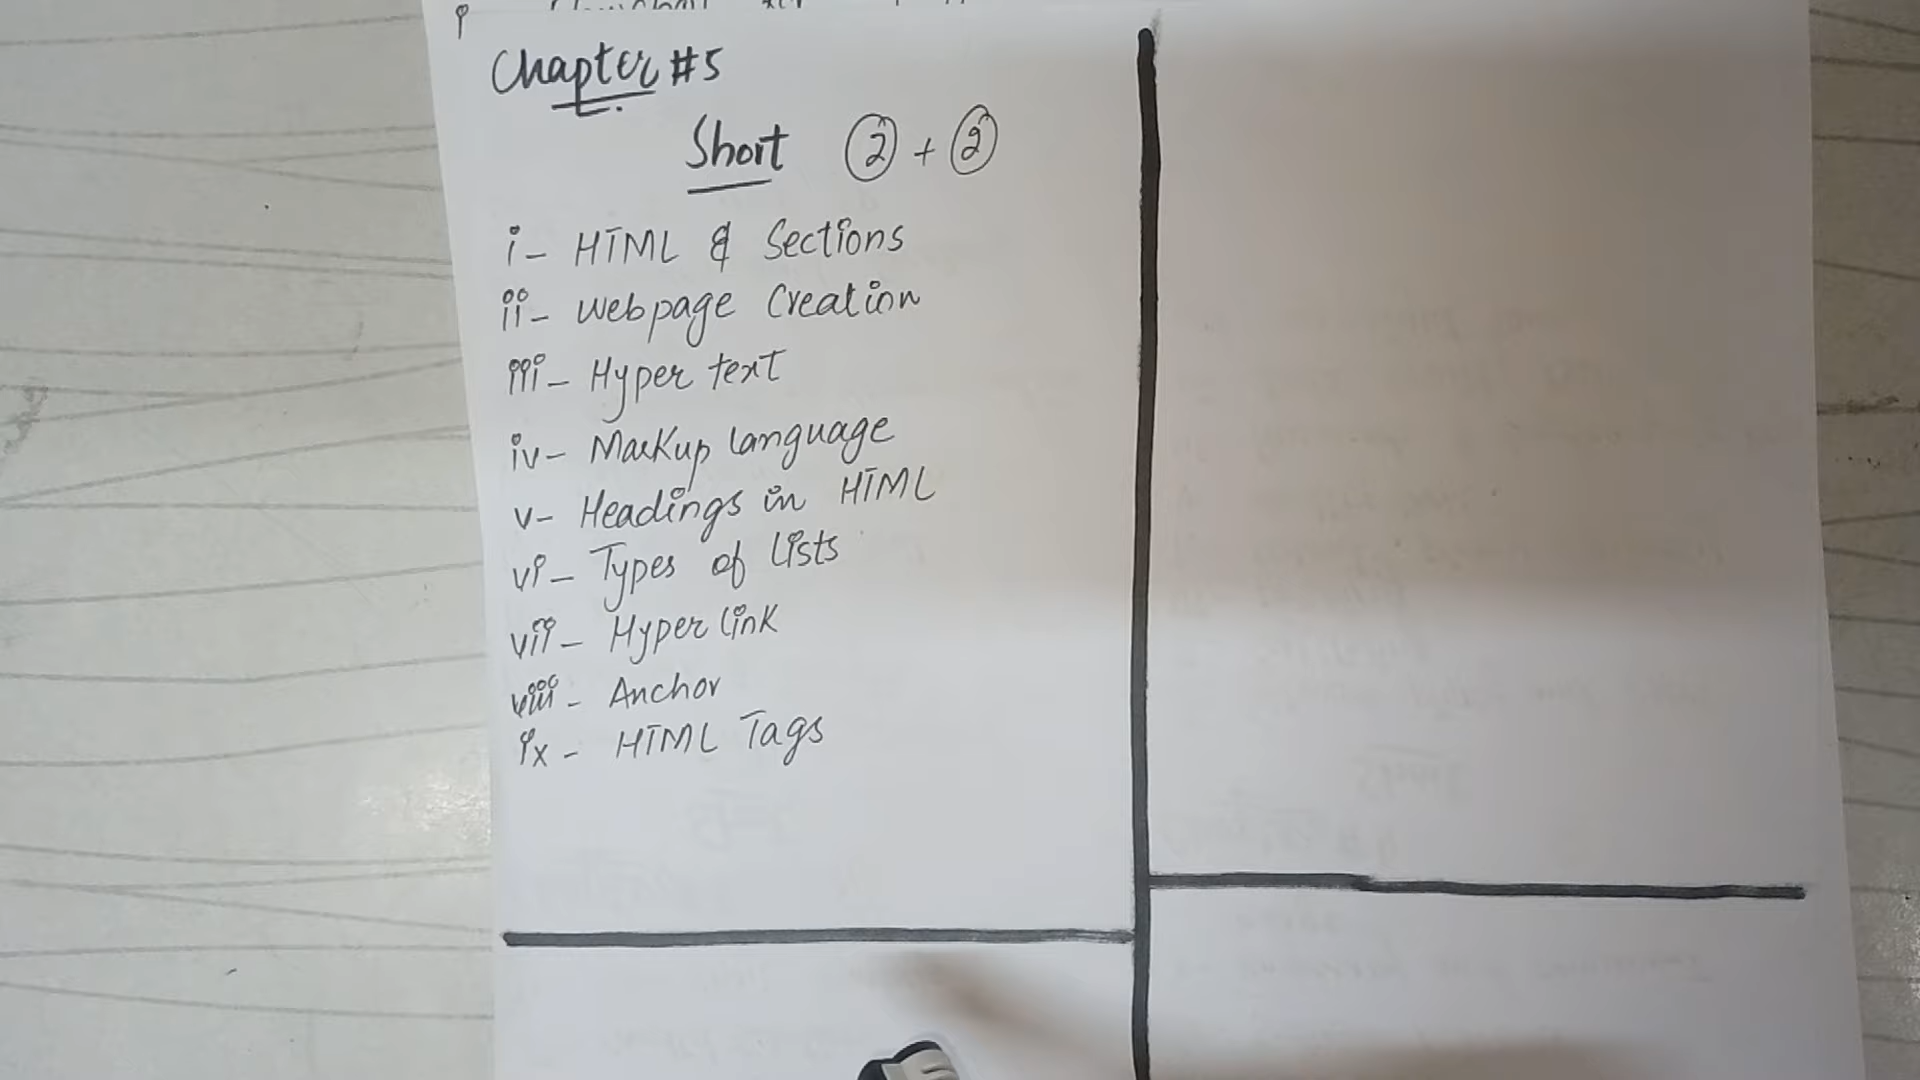 Chapter #5
Short 2 + 2
i- HTML & Sections
ii- Webpage Creation
iii- Hyper text
iv- Markup language
v- Headings in HTML
vi- Types of Lists
vii- Hyper link
viii- Anchor
ix- HTML Tags